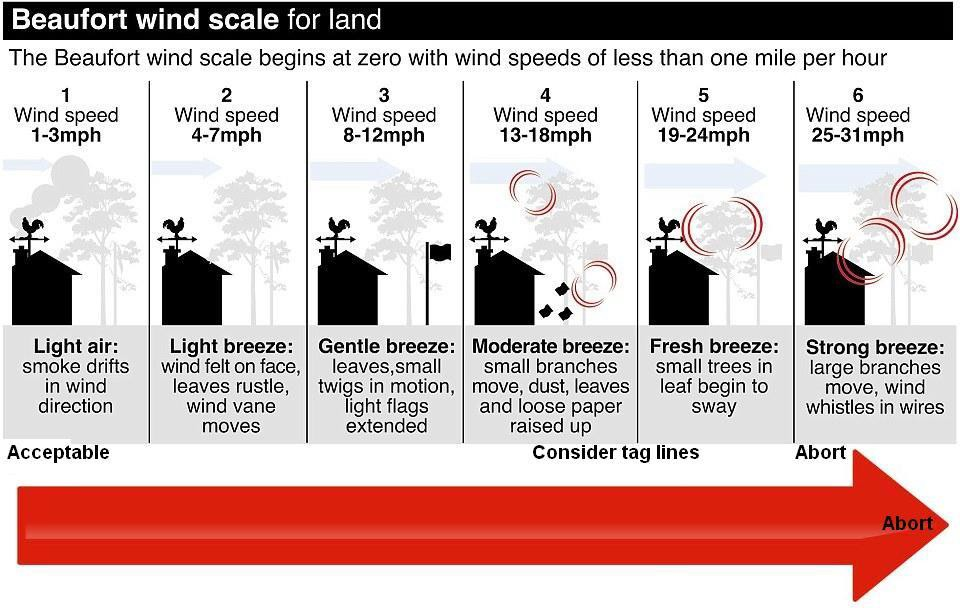 Beaufort wind scale for land
The Beaufort wind scale begins at zero with wind speeds of less than one mile per hour
1
Wind speed
1-3mph
Light air:
smoke drifts
in wind
direction
2
Wind speed
4-7mph
Light breeze:
wind felt on face,
leaves rustle,
wind vane
moves
3
Wind speed
8-12mph
Gentle breeze:
leaves,small
twigs in motion,
light flags
extended
4
Wind speed
13-18mph
Moderate breeze:
small branches
move, dust, leaves
and loose paper
raised up
5
Wind speed
19-24mph
Fresh breeze:
small trees in
leaf begin to
sway
6
Wind speed
25-31mph
Strong breeze:
large branches
move, wind
whistles in wires
Acceptable
Consider tag lines
Abort
Abort